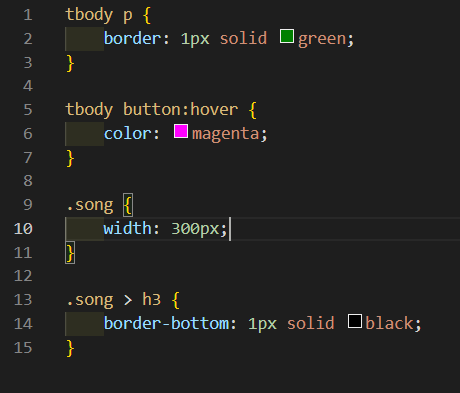 1 tbody p {
2     border: 1px solid green;
3 }
4
5 tbody button:hover {
6     color: magenta;
7 }
8
9 .song {
10     width: 300px;
11 }
12
13 .song > h3 {
14     border-bottom: 1px solid black;
15 }